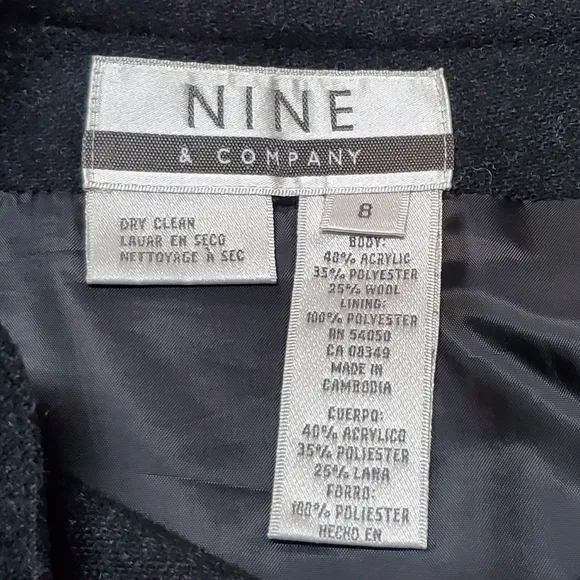 NINE
& COMPANY
DRY CLEAN
LAVAR EN SECO
NETTOYAGE À SEC
8
BODY:
40% ACRYLIC
35% POLYESTER
25% WOOL
LINING:
100% POLYESTER
RN 54050
CA 08349
MADE IN
CAMBODIA
CUERPO:
40% ACRYLICO
35% POLIESTER
25% LANA
FORRO:
100% POLIESTER
HECHO EN